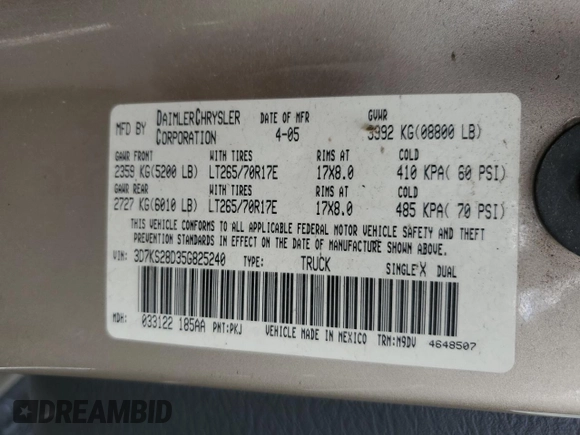 MFD BY DAIMLERCHRYSLER CORPORATION DATE OF MFR 4-05 GVWR 3992 KG(08800 LB)
GAWR FRONT WITH TIRES RIMS AT COLD
2359 KG(5200 LB) LT265/70R17E 17X8.0 410 KPA( 60 PSI)
GAWR REAR WITH TIRES RIMS AT COLD
2727 KG(6010 LB) LT265/70R17E 17X8.0 485 KPA( 70 PSI)
THIS VEHICLE CONFORMS TO ALL APPLICABLE FEDERAL MOTOR VEHICLE SAFETY AND THEFT
PREVENTION STANDARDS IN EFFECT ON THE DATE OF MANUFACTURE SHOWN ABOVE.
VIN: 3D7KS28D35G825240 TYPE: TRUCK SINGLE X DUAL
MDH: 033122 185AA PNT:PKJ VEHICLE MADE IN MEXICO TRM:M9DV 4648507
DREAMBID